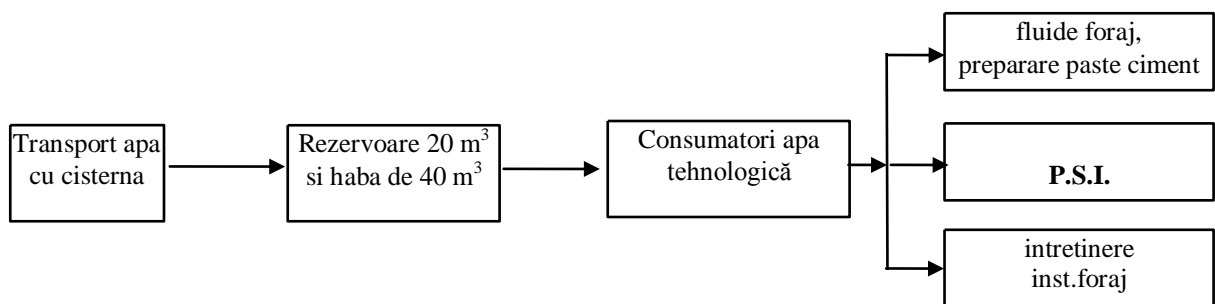 fluide foraj,
preparare paste ciment
Transport apa
cu cisterna
Rezervoare 20 m³
si haba de 40 m³
Consumatori apa
tehnologică
P.S.I.
intretinere
inst.foraj